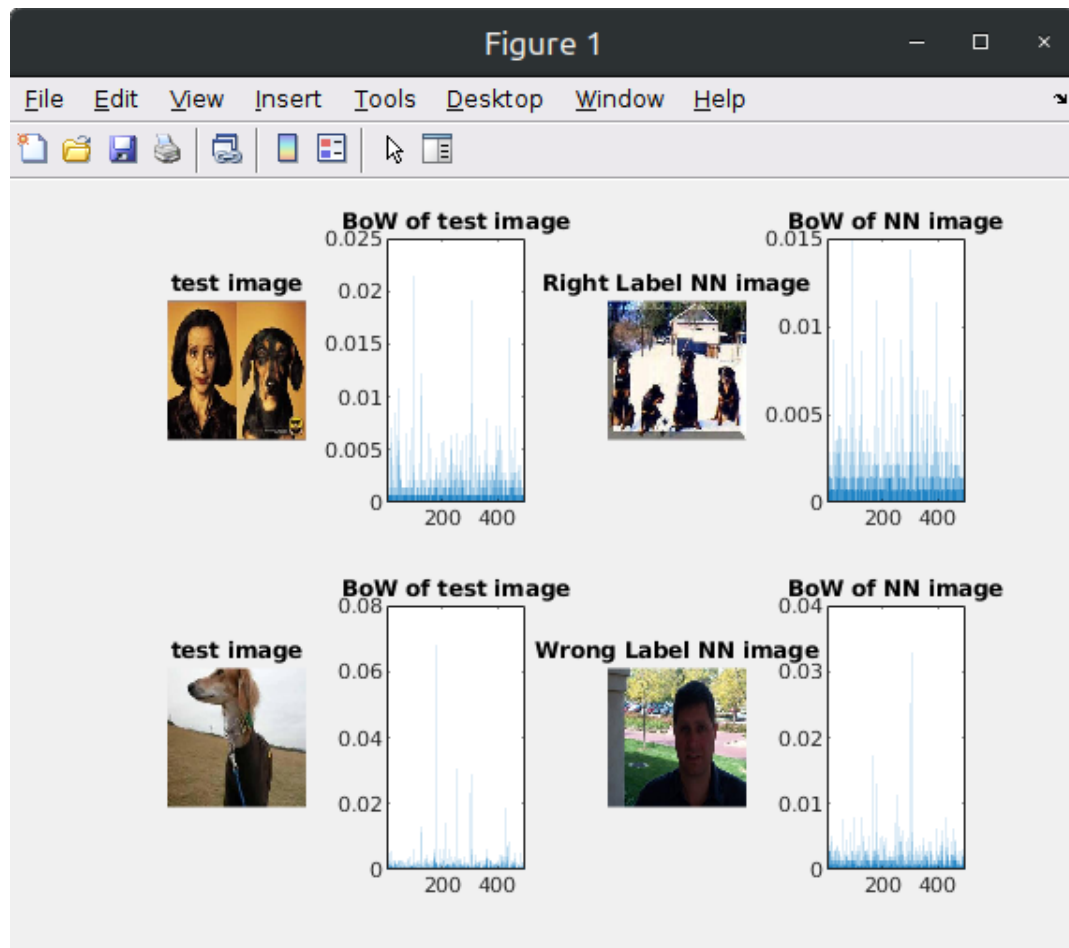 Figure 1
File Edit View Insert Tools Desktop Window Help
BoW of test image
BoW of NN image
0.025
0.02
0.015
0.01
0.005
0
200 400
test image
Right Label NN image
0.015
0.01
0.005
0
200 400
BoW of test image
BoW of NN image
0.08
0.06
0.04
0.02
0
200 400
test image
Wrong Label NN image
0.04
0.03
0.02
0.01
0
200 400